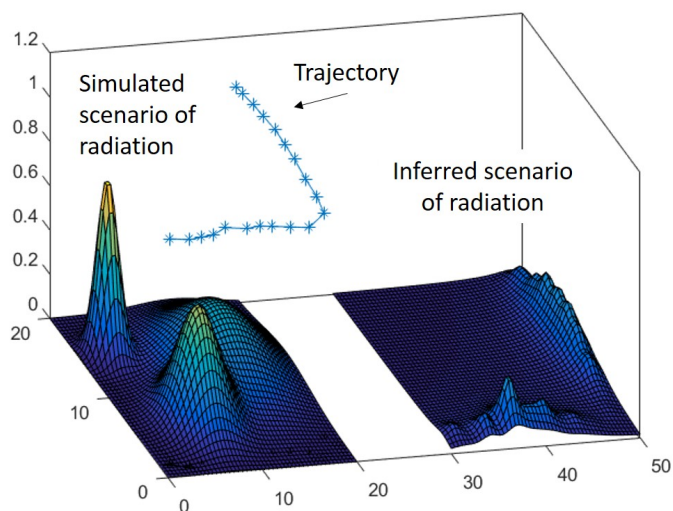 1.2
1
0.8
0.6
0.4
0.2
0
20
10
0
Simulated
scenario of
radiation
Trajectory
Inferred scenario
of radiation
0
10
20
30
40
50